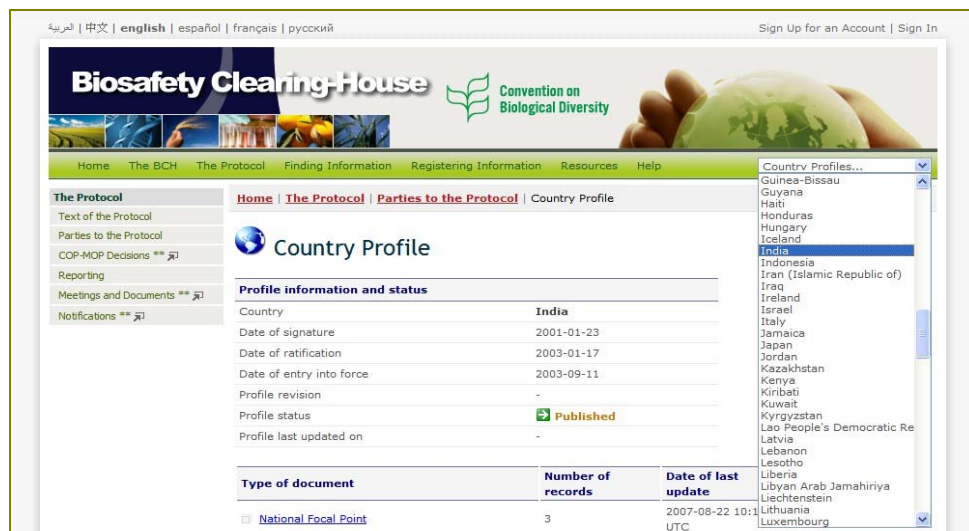 العربية | 中文 | english | español | français | русский
Sign Up for an Account | Sign In
Biosafety Clearing-House
Convention on
Biological Diversity
Home The BCH The Protocol Finding Information Registering Information Resources Help
Country Profiles...
The Protocol
Text of the Protocol
Parties to the Protocol
COP-MOP Decisions **
Reporting
Meetings and Documents **
Notifications **
Home | The Protocol | Parties to the Protocol | Country Profile
Country Profile
Profile information and status
Country India
Date of signature 2001-01-23
Date of ratification 2003-01-17
Date of entry into force 2003-09-11
Profile revision -
Profile status Published
Profile last updated on -
Type of document Number of records Date of last update
National Focal Point 3 2007-08-22 10:1
UTC
Guinea-Bissau
Guyana
Haiti
Honduras
Hungary
Iceland
India
Indonesia
Iran (Islamic Republic of)
Iraq
Ireland
Israel
Italy
Jamaica
Japan
Jordan
Kazakhstan
Kenya
Kiribati
Kuwait
Kyrgyzstan
Lao People's Democratic Re
Latvia
Lebanon
Lesotho
Liberia
Libyan Arab Jamahiriya
Liechtenstein
Lithuania
Luxembourg